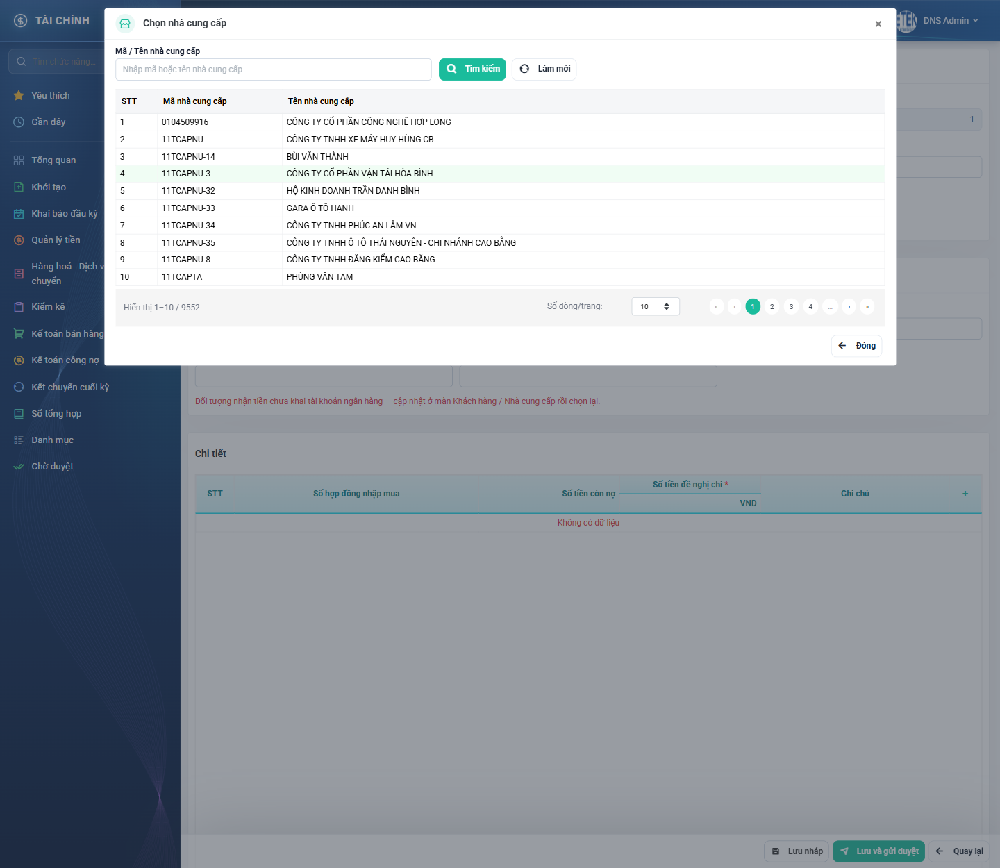 TÀI CHÍNH
Tìm chức năng...
DNS Admin
Chọn nhà cung cấp
×
Mã / Tên nhà cung cấp
Nhập mã hoặc tên nhà cung cấp
Tìm kiếm
Làm mới
STT Mã nhà cung cấp Tên nhà cung cấp
1 0104509916 CÔNG TY CỔ PHẦN CÔNG NGHỆ HỢP LONG
2 11TCAPNU CÔNG TY TNHH XE MÁY HUY HÙNG CB
3 11TCAPNU-14 BÙI VĂN THÀNH
4 11TCAPNU-3 CÔNG TY CỔ PHẦN VẬN TẢI HÒA BÌNH
5 11TCAPNU-32 HỘ KINH DOANH TRẦN DANH BÌNH
6 11TCAPNU-33 GARA Ô TÔ HẠNH
7 11TCAPNU-34 CÔNG TY TNHH PHÚC AN LÂM VN
8 11TCAPNU-35 CÔNG TY TNHH Ô TÔ THÁI NGUYÊN - CHI NHÁNH CAO BẰNG
9 11TCAPNU-8 CÔNG TY TNHH ĐĂNG KIỂM CAO BẰNG
10 11TCAPTA PHÙNG VĂN TAM
Hiển thị 1–10 / 9552
Số dòng/trang:
10
« ‹ 1 2 3 4 ... › »
Đóng
Yêu thích
Gần đây
Tổng quan
Khởi tạo
Khai báo đầu kỳ
Quản lý tiền
Hàng hoá - Dịch v
chuyển
Kiểm kê
Kế toán bán hàng
Kế toán công nợ
Kết chuyển cuối kỳ
Sổ tổng hợp
Danh mục
Chờ duyệt
1
Đối tượng nhận tiền chưa khai tài khoản ngân hàng — cập nhật ở màn Khách hàng / Nhà cung cấp rồi chọn lại.
Chi tiết
STT Số hợp đồng nhập mua Số tiền còn nợ Số tiền đề nghị chi * Ghi chú +
VND
Không có dữ liệu
Lưu nháp
Lưu và gửi duyệt
Quay lại